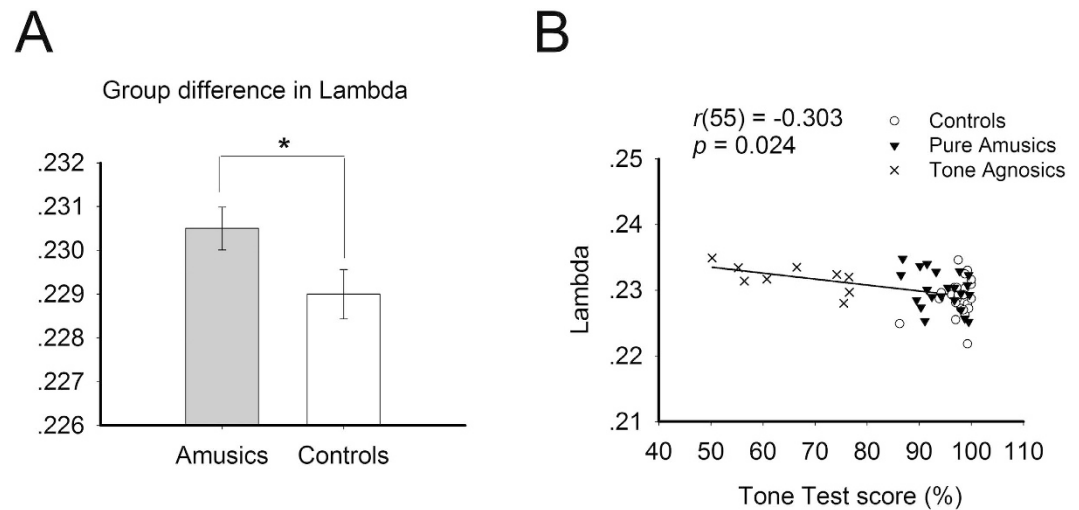 A
Group difference in Lambda
*
.232
.231
.230
.229
.228
.227
.226
Amusics Controls
B
r(55) = -0.303
p = 0.024
Controls
Pure Amusics
Tone Agnosics
Lambda
.25
.24
.23
.22
.21
40 50 60 70 80 90 100 110
Tone Test score (%)